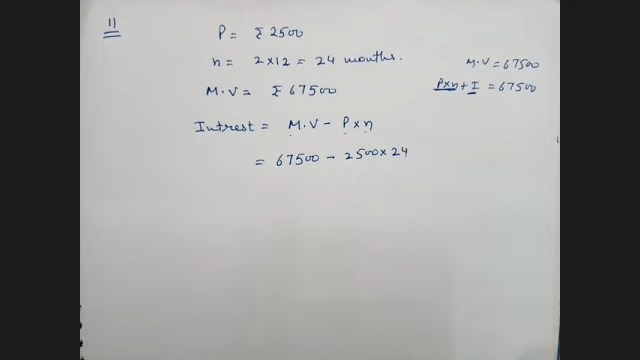 11
P = ₹ 2500
n = 2 × 12 = 24 months.
M.V = ₹ 67500
Intrest = M.V - P × n
= 67500 - 2500 × 24
M.V = 67500
P×n + I = 67500